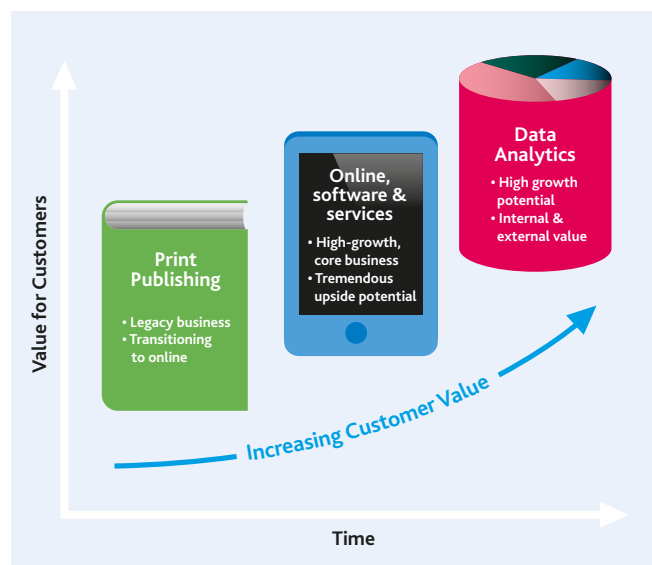 Value for Customers
Print
Publishing
• Legacy business
• Transitioning
to online
Online,
software &
services
• High-growth,
core business
• Tremendous
upside potential
Data
Analytics
• High growth
potential
• Internal &
external value
Increasing Customer Value
Time